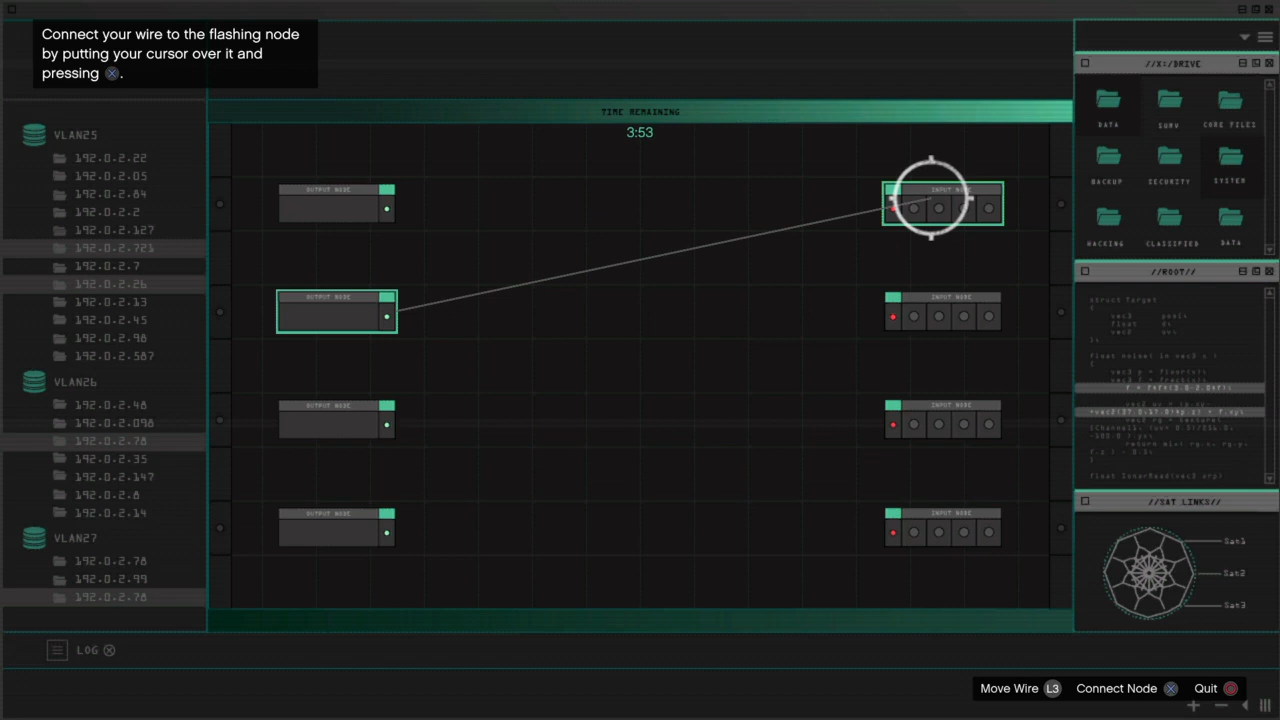 Connect your wire to the flashing node
by putting your cursor over it and
pressing ⓧ.
TIME REMAINING
3:53
VLAN25
192.0.2.22
192.0.2.05
192.0.2.84
192.0.2.2
192.0.2.127
192.0.2.721
192.0.2.7
192.0.2.26
192.0.2.13
192.0.2.45
192.0.2.98
192.0.2.587
VLAN26
192.0.2.48
192.0.2.098
192.0.2.78
192.0.2.35
192.0.2.147
192.0.2.8
192.0.2.14
VLAN27
192.0.2.78
192.0.2.99
192.0.2.78
OUTPUT NODE
INPUT NODE
OUTPUT NODE
INPUT NODE
OUTPUT NODE
INPUT NODE
OUTPUT NODE
INPUT NODE
//X:/DRIVE
DATA SURV CORE FILES
BACKUP SECURITY SYSTEM
HACKING CLASSIFIED DATA
//ROOT//
struct Target
{
vec3
float
vec2
};
//SAT LINKS//
Sat1
Sat2
Sat3
LOG
Move Wire L3 Connect Node Quit